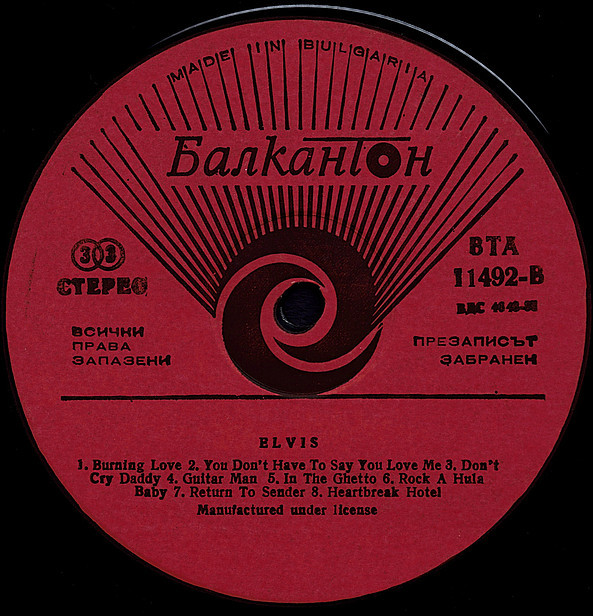 MADE IN BULGARIA
Балкантон
33
СТЕРЕО
ВТА
11492-В
ВСИЧКИ
ПРАВА
ЗАПАЗЕНИ
ПРЕЗАПИСЪТ
ЗАБРАНЕН
ELVIS
1. Burning Love 2. You Don't Have To Say You Love Me 3. Don't
Cry Daddy 4. Guitar Man 5. In The Ghetto 6. Rock A Hula
Baby 7. Return To Sender 8. Heartbreak Hotel
Manufactured under license